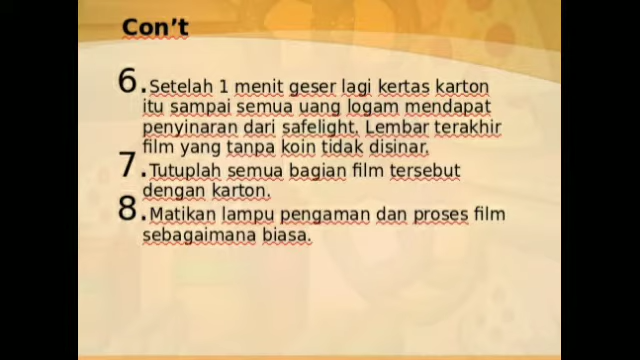 Con’t
6.Setelah 1 menit geser lagi kertas karton
itu sampai semua uang logam mendapat
penyinaran dari safelight. Lembar terakhir
film yang tanpa koin tidak disinar.
7.Tutuplah semua bagian film tersebut
dengan karton.
8.Matikan lampu pengaman dan proses film
sebagaimana biasa.